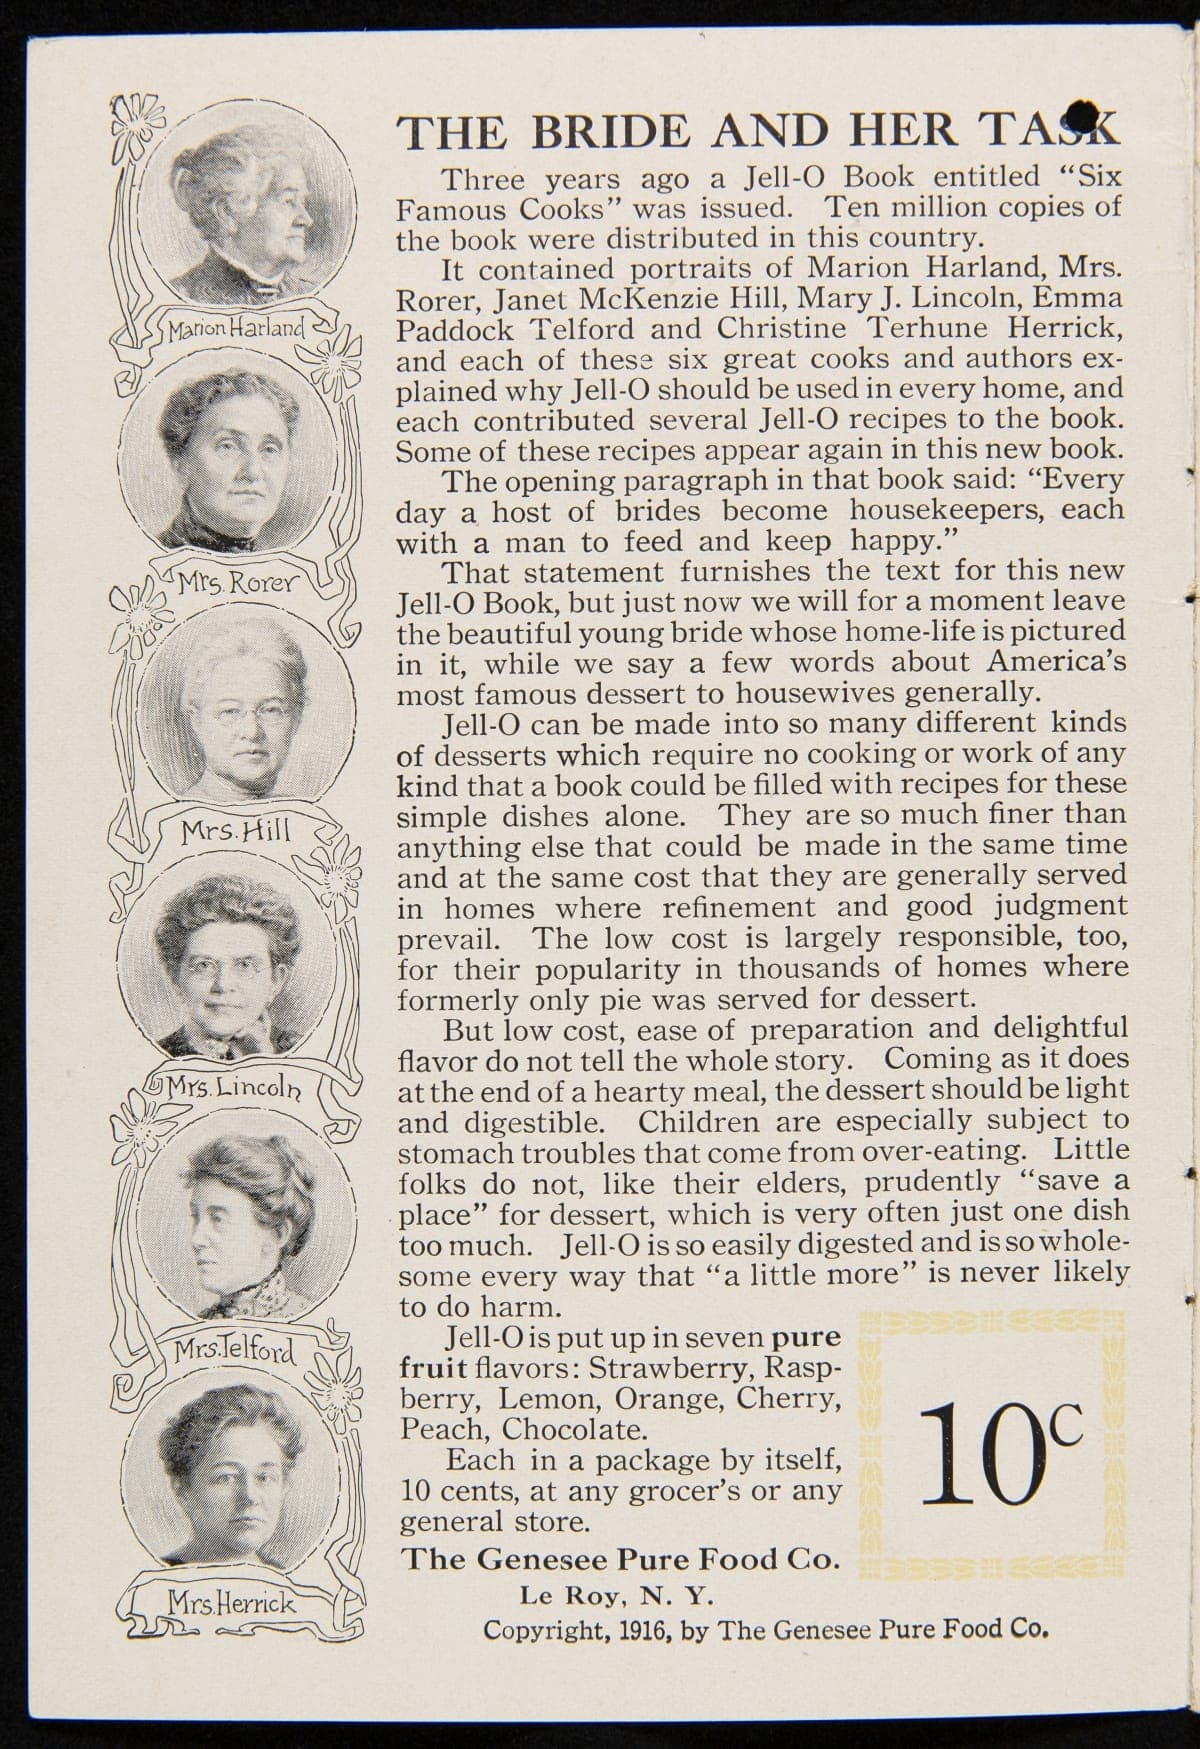 Marion Harland
Mrs. Rorer
Mrs. Hill
Mrs. Lincoln
Mrs. Telford
Mrs. Herrick
THE BRIDE AND HER TASK
Three years ago a Jell-O Book entitled “Six
Famous Cooks” was issued. Ten million copies of
the book were distributed in this country.
It contained portraits of Marion Harland, Mrs.
Rorer, Janet McKenzie Hill, Mary J. Lincoln, Emma
Paddock Telford and Christine Terhune Herrick,
and each of these six great cooks and authors ex-
plained why Jell-O should be used in every home, and
each contributed several Jell-O recipes to the book.
Some of these recipes appear again in this new book.
The opening paragraph in that book said: “Every
day a host of brides become housekeepers, each
with a man to feed and keep happy.”
That statement furnishes the text for this new
Jell-O Book, but just now we will for a moment leave
the beautiful young bride whose home-life is pictured
in it, while we say a few words about America’s
most famous dessert to housewives generally.
Jell-O can be made into so many different kinds
of desserts which require no cooking or work of any
kind that a book could be filled with recipes for these
simple dishes alone. They are so much finer than
anything else that could be made in the same time
and at the same cost that they are generally served
in homes where refinement and good judgment
prevail. The low cost is largely responsible, too,
for their popularity in thousands of homes where
formerly only pie was served for dessert.
But low cost, ease of preparation and delightful
flavor do not tell the whole story. Coming as it does
at the end of a hearty meal, the dessert should be light
and digestible. Children are especially subject to
stomach troubles that come from over-eating. Little
folks do not, like their elders, prudently “save a
place” for dessert, which is very often just one dish
too much. Jell-O is so easily digested and is so whole-
some every way that “a little more” is never likely
to do harm.
Jell-O is put up in seven pure
fruit flavors: Strawberry, Rasp-
berry, Lemon, Orange, Cherry,
Peach, Chocolate.
Each in a package by itself,
10 cents, at any grocer’s or any
general store.
10c
The Genesee Pure Food Co.
Le Roy, N. Y.
Copyright, 1916, by The Genesee Pure Food Co.